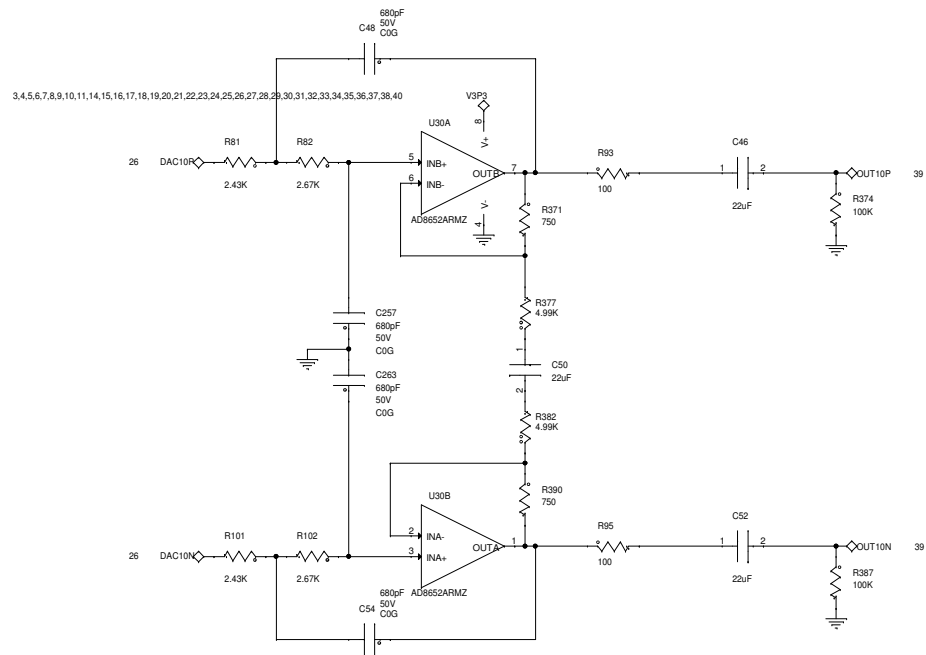 680pF
50V
C48 C0G
3,4,5,6,7,8,9,10,11,14,15,16,17,18,19,20,21,22,23,24,25,26,27,28,29,30,31,32,33,34,35,36,37,38,40
V3P3
8
V+
U30A
R81 R82 R93 C46
26 DAC10P 5 INB+ OUTB 7 1 2 OUT10P 39
6 INB-
2.43K 2.67K 100 22uF
R374
100K
AD8652ARMZ
V-
4
R371
750
R377
4.99K
C257
680pF
50V
C0G
1
C50
22uF
2
C263
680pF
50V
C0G
R382
4.99K
U30B
R390
750
R101 R102 R95 C52
2 INA-
26 DAC10N 3 INA+ OUTA 1 1 2 OUT10N 39
2.43K 2.67K 100 22uF
R387
100K
AD8652ARMZ
680pF
50V
C54 C0G